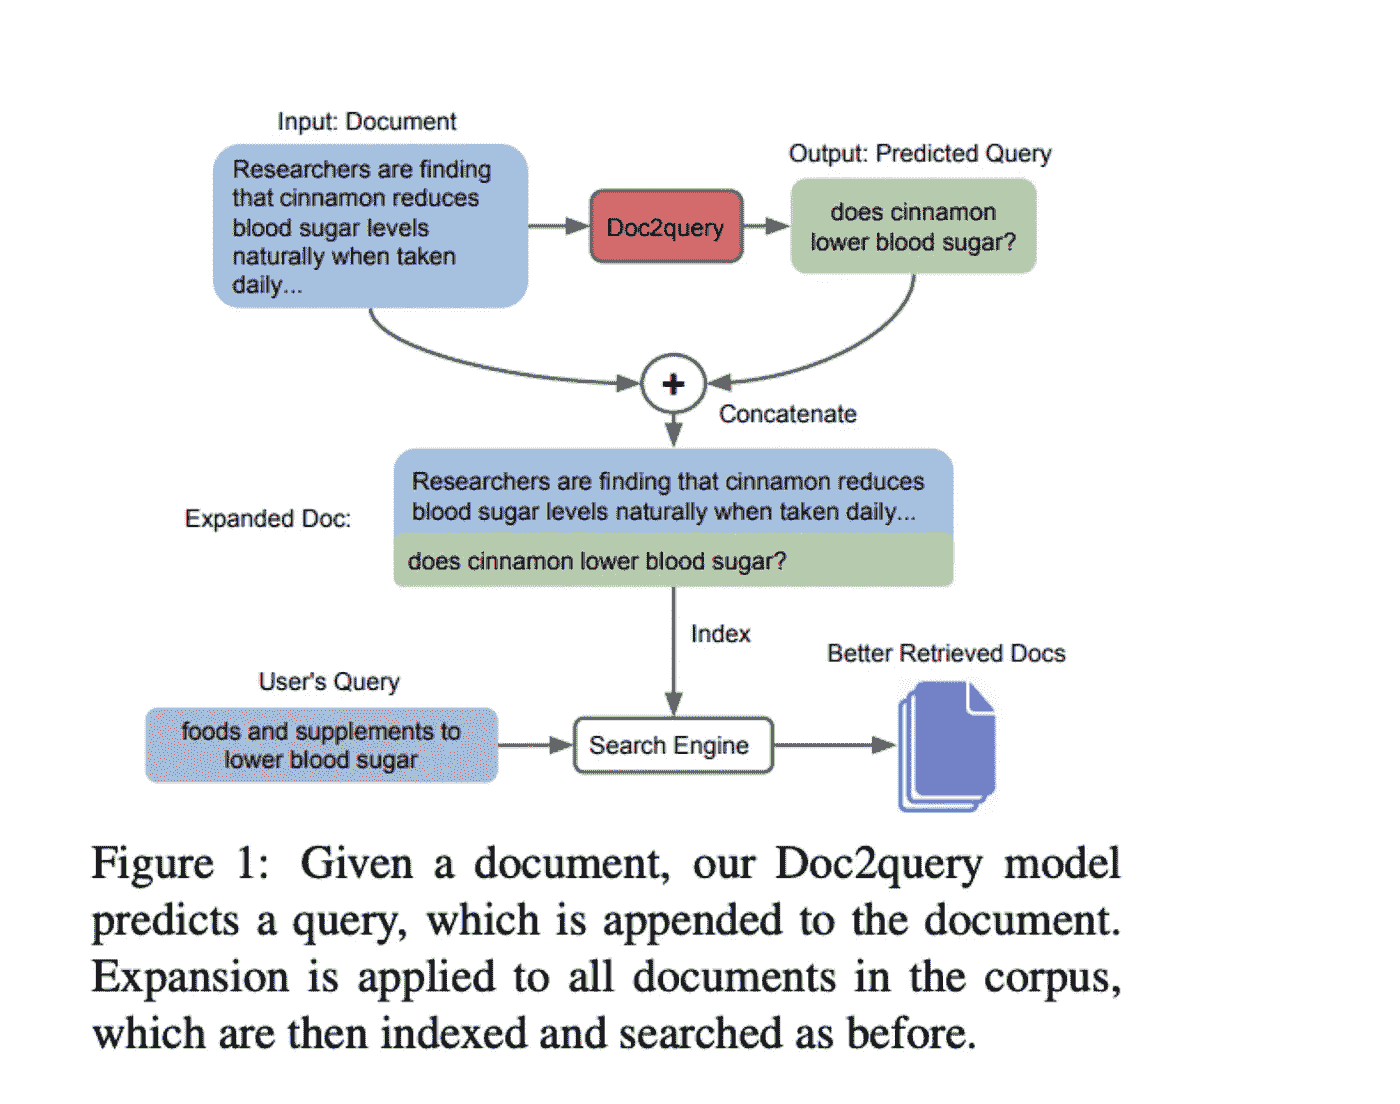 Input: Document
Researchers are finding
that cinnamon reduces
blood sugar levels
naturally when taken
daily...
Doc2query
Output: Predicted Query
does cinnamon
lower blood sugar?
+
Concatenate
Expanded Doc:
Researchers are finding that cinnamon reduces
blood sugar levels naturally when taken daily...
does cinnamon lower blood sugar?
Index
User's Query
foods and supplements to
lower blood sugar
Search Engine
Better Retrieved Docs
Figure 1: Given a document, our Doc2query model
predicts a query, which is appended to the document.
Expansion is applied to all documents in the corpus,
which are then indexed and searched as before.